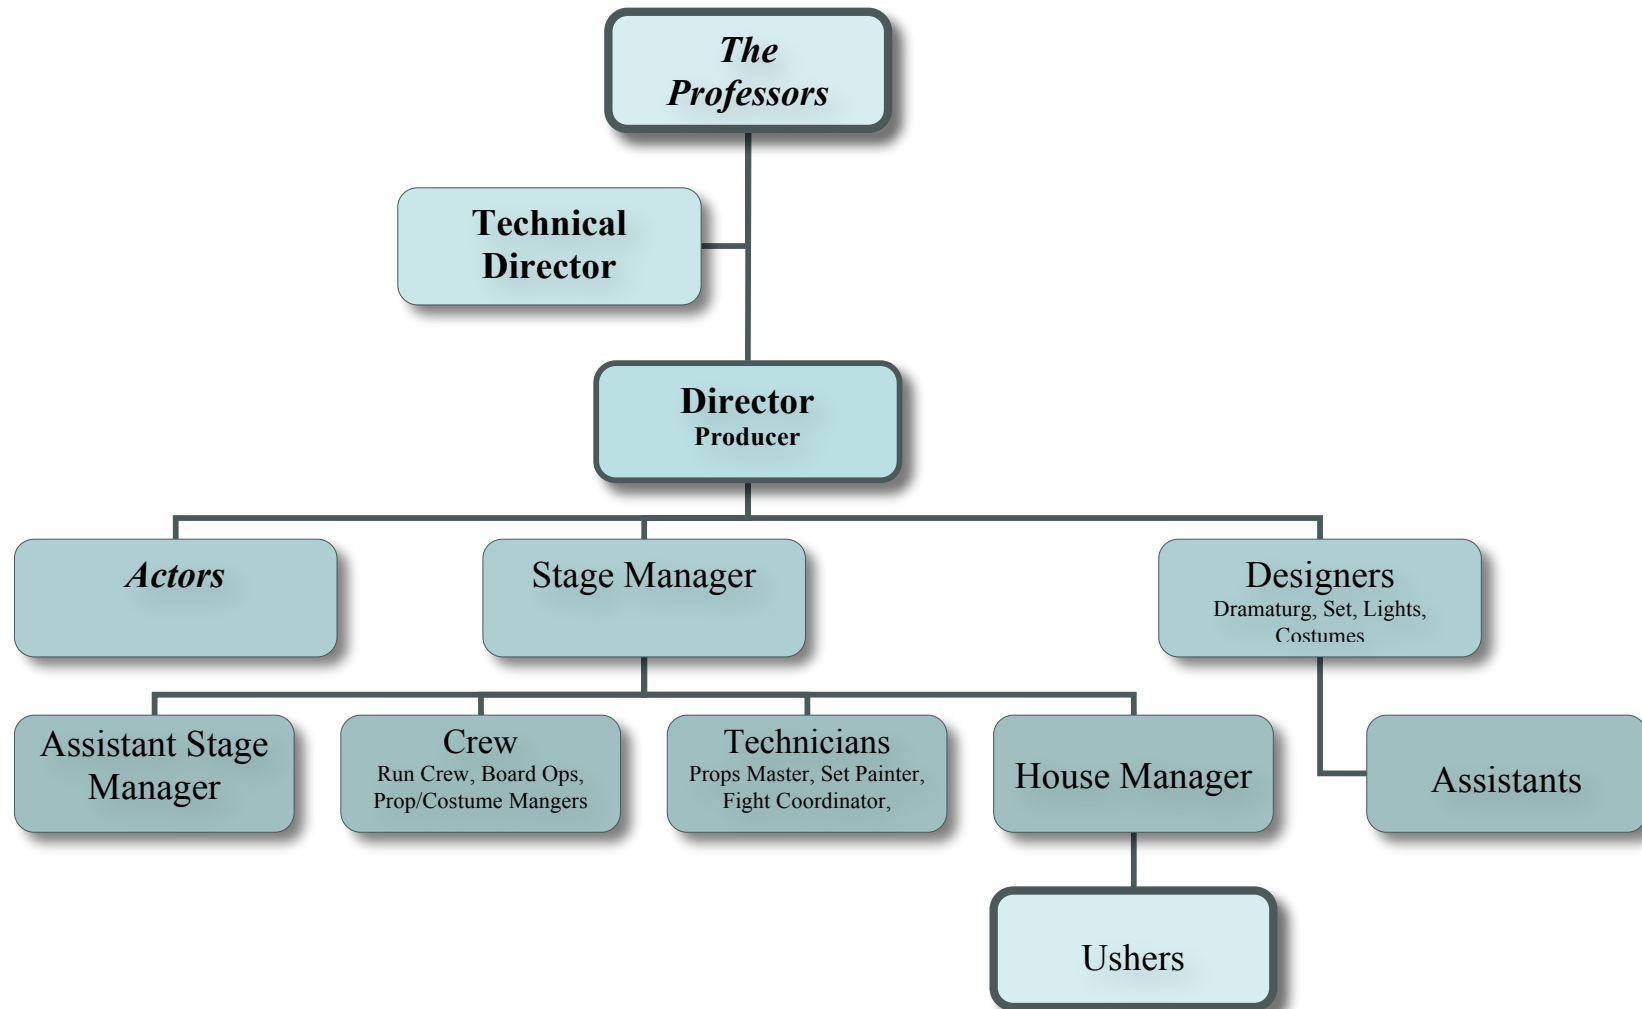 The
Professors
Technical
Director
Director
Producer
Actors
Stage Manager
Designers
Dramaturg, Set, Lights,
Costumes
Assistant Stage
Manager
Crew
Run Crew, Board Ops,
Prop/Costume Mangers
Technicians
Props Master, Set Painter,
Fight Coordinator,
House Manager
Assistants
Ushers